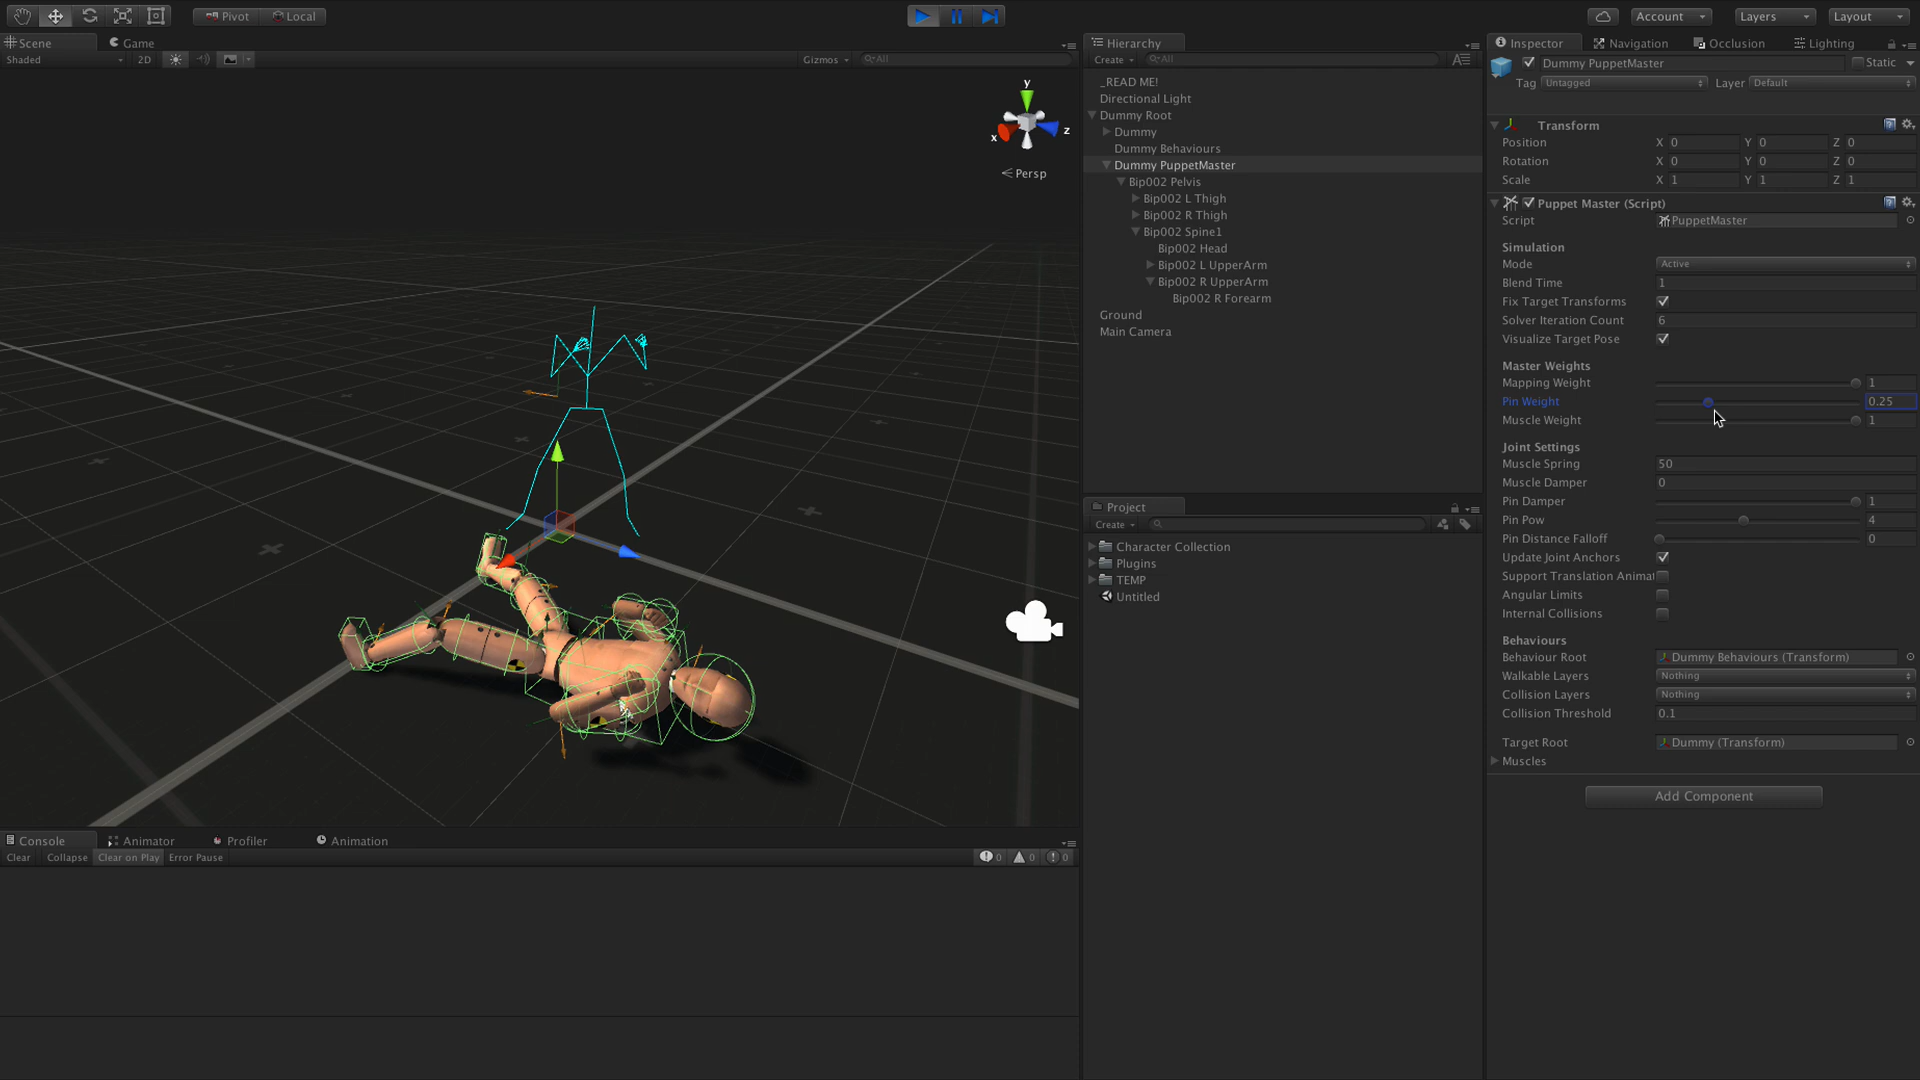 Pivot Local
Account Layers Layout
Scene Game
Shaded 2D Gizmos All
y
x z
Persp
Hierarchy
Create All
_READ ME!
Directional Light
Dummy Root
Dummy
Dummy Behaviours
Dummy PuppetMaster
Bip002 Pelvis
Bip002 L Thigh
Bip002 R Thigh
Bip002 Spine1
Bip002 Head
Bip002 L UpperArm
Bip002 R UpperArm
Bip002 R Forearm
Ground
Main Camera
Project
Create
Character Collection
Plugins
TEMP
Untitled
Console Animator Profiler Animation
Clear Collapse Clear on Play Error Pause 0 0 0
Inspector Navigation Occlusion Lighting
Dummy PuppetMaster Static
Tag Untagged Layer Default
Transform
Position X 0 Y 0 Z 0
Rotation X 0 Y 0 Z 0
Scale X 1 Y 1 Z 1
Puppet Master (Script)
Script PuppetMaster
Simulation
Mode Active
Blend Time 1
Fix Target Transforms
Solver Iteration Count 6
Visualize Target Pose
Master Weights
Mapping Weight 1
Pin Weight 0.25
Muscle Weight 1
Joint Settings
Muscle Spring 50
Muscle Damper 0
Pin Damper 1
Pin Pow 4
Pin Distance Falloff 0
Update Joint Anchors
Support Translation Animat
Angular Limits
Internal Collisions
Behaviours
Behaviour Root Dummy Behaviours (Transform)
Walkable Layers Nothing
Collision Layers Nothing
Collision Threshold 0.1
Target Root Dummy (Transform)
Muscles
Add Component